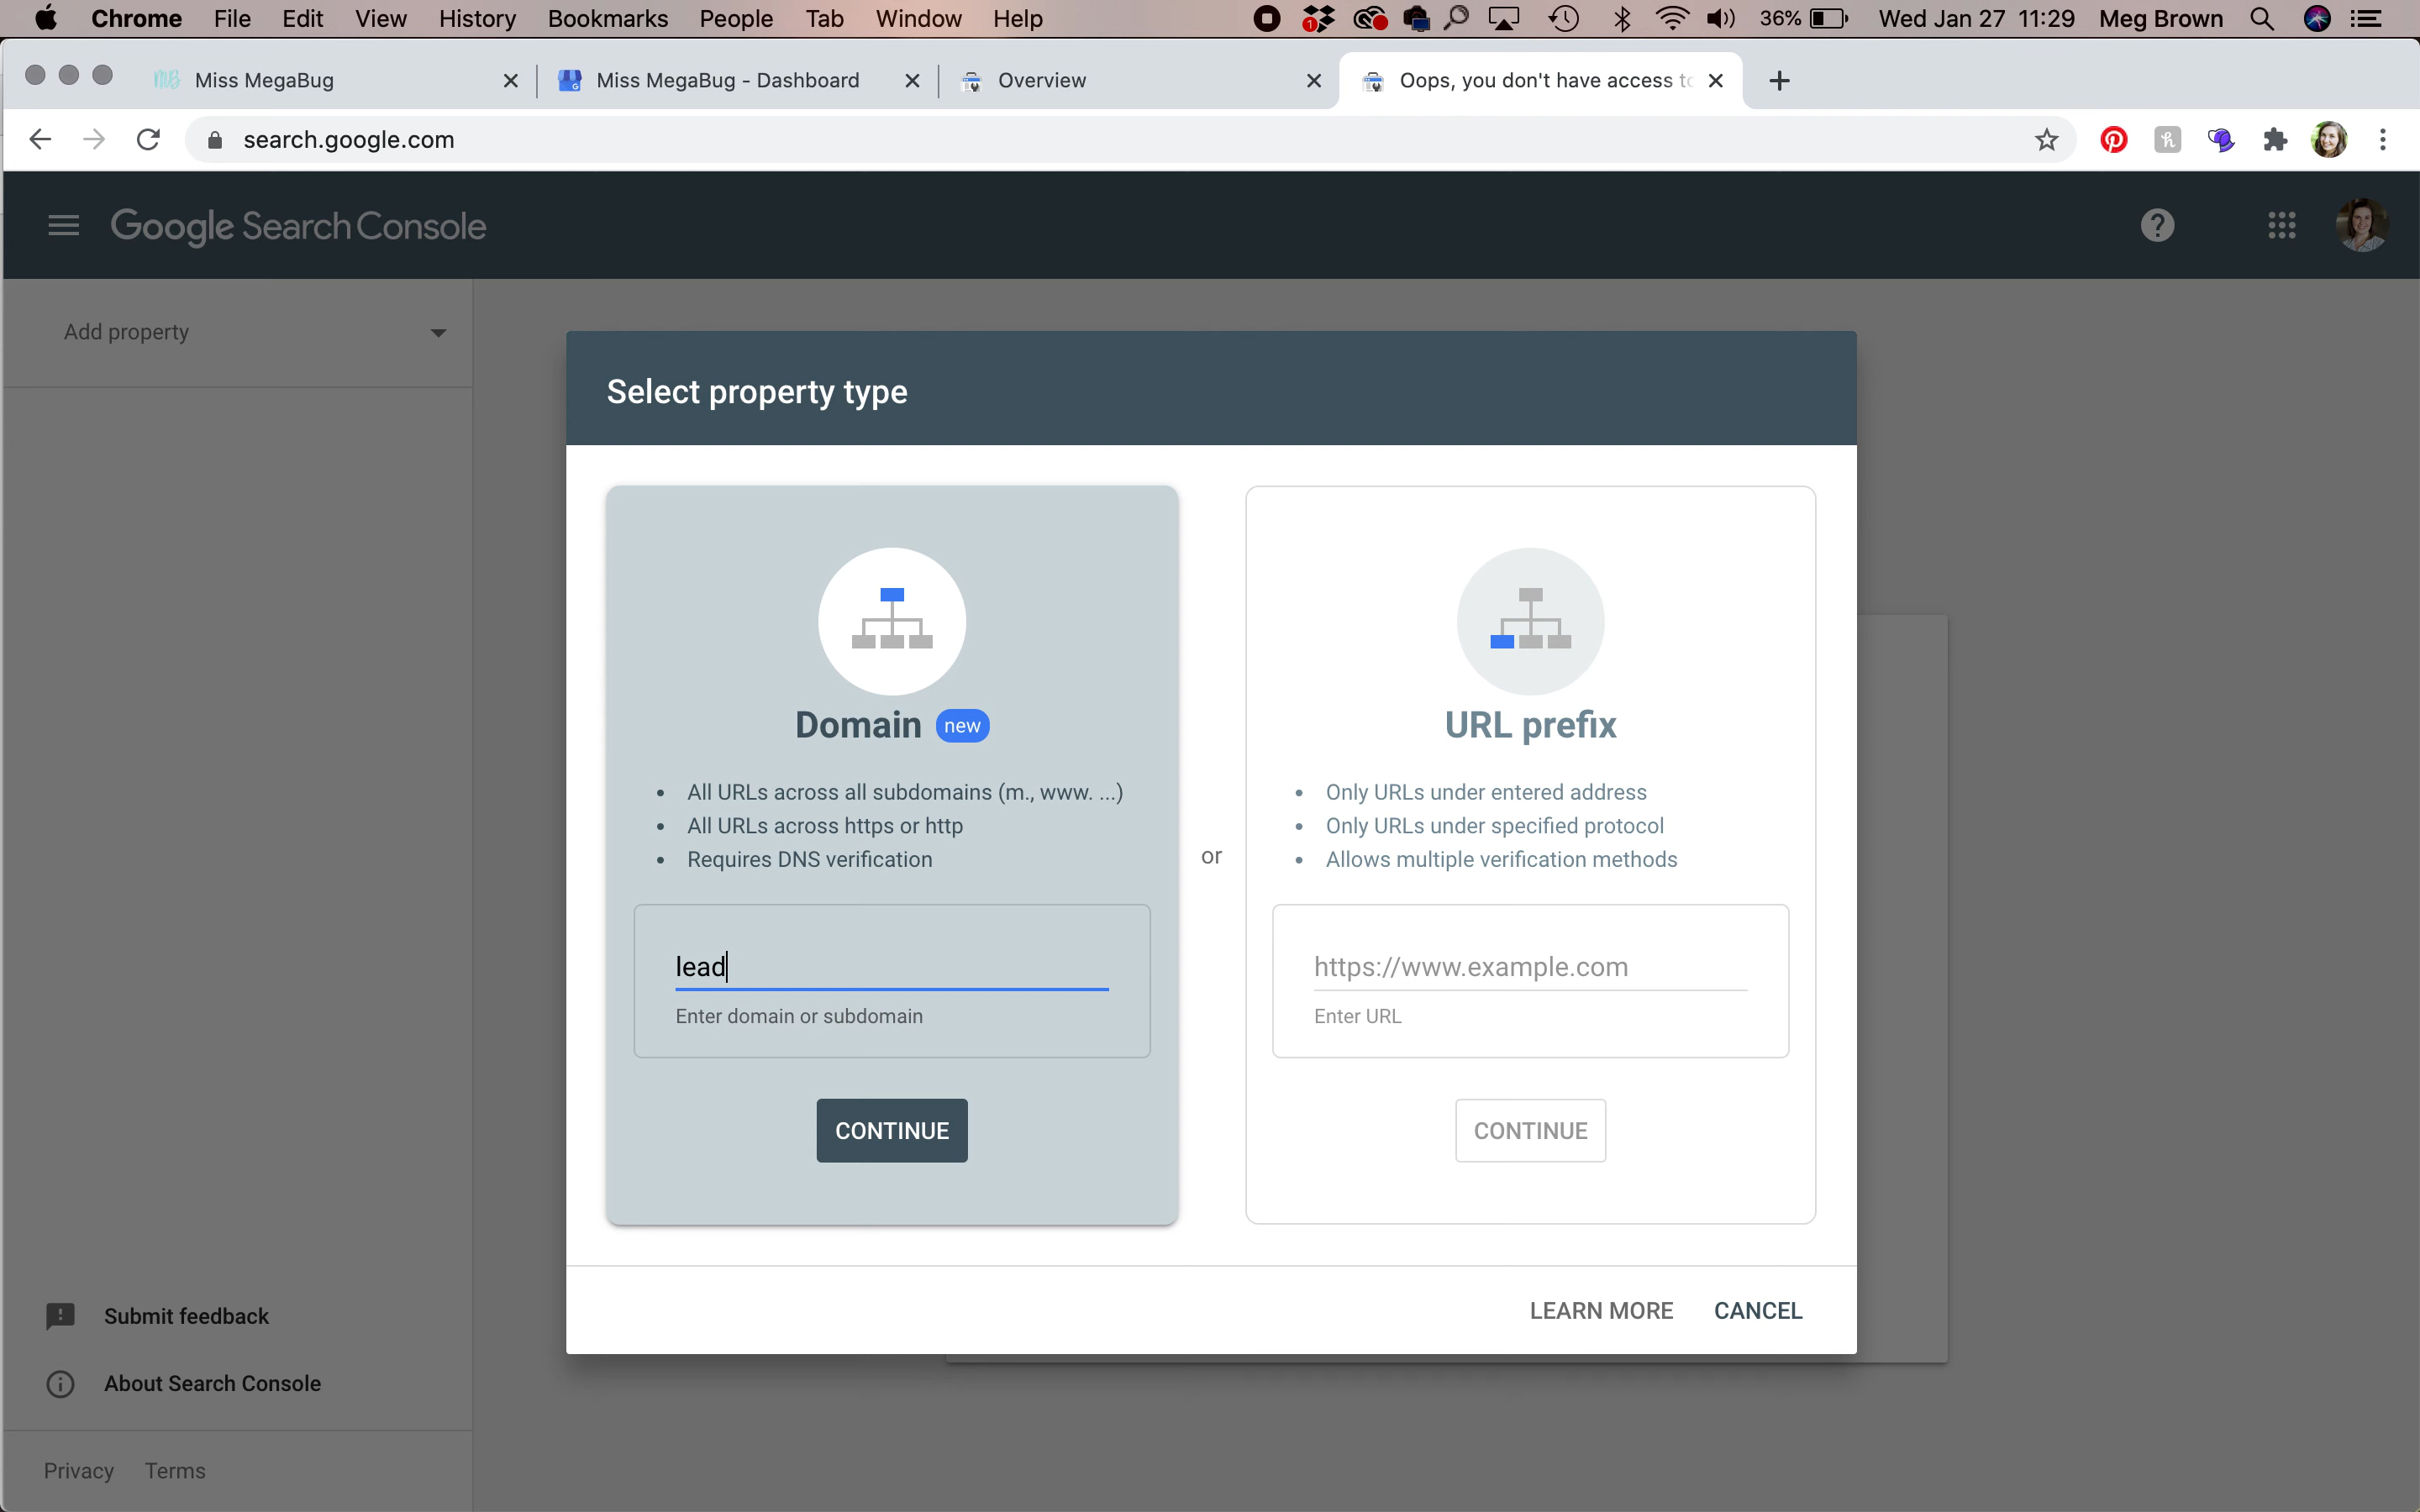 Chrome File Edit View History Bookmarks People Tab Window Help 1 36% Wed Jan 27 11:29 Meg Brown
MB Miss MegaBug Miss MegaBug - Dashboard Overview Oops, you don't have access to
search.google.com
Google Search Console
Add property
Select property type
Domain new
All URLs across all subdomains (m., www. ...)
All URLs across https or http
Requires DNS verification
lead
Enter domain or subdomain
CONTINUE
or
URL prefix
Only URLs under entered address
Only URLs under specified protocol
Allows multiple verification methods
https://www.example.com
Enter URL
CONTINUE
LEARN MORE CANCEL
Submit feedback
About Search Console
Privacy Terms